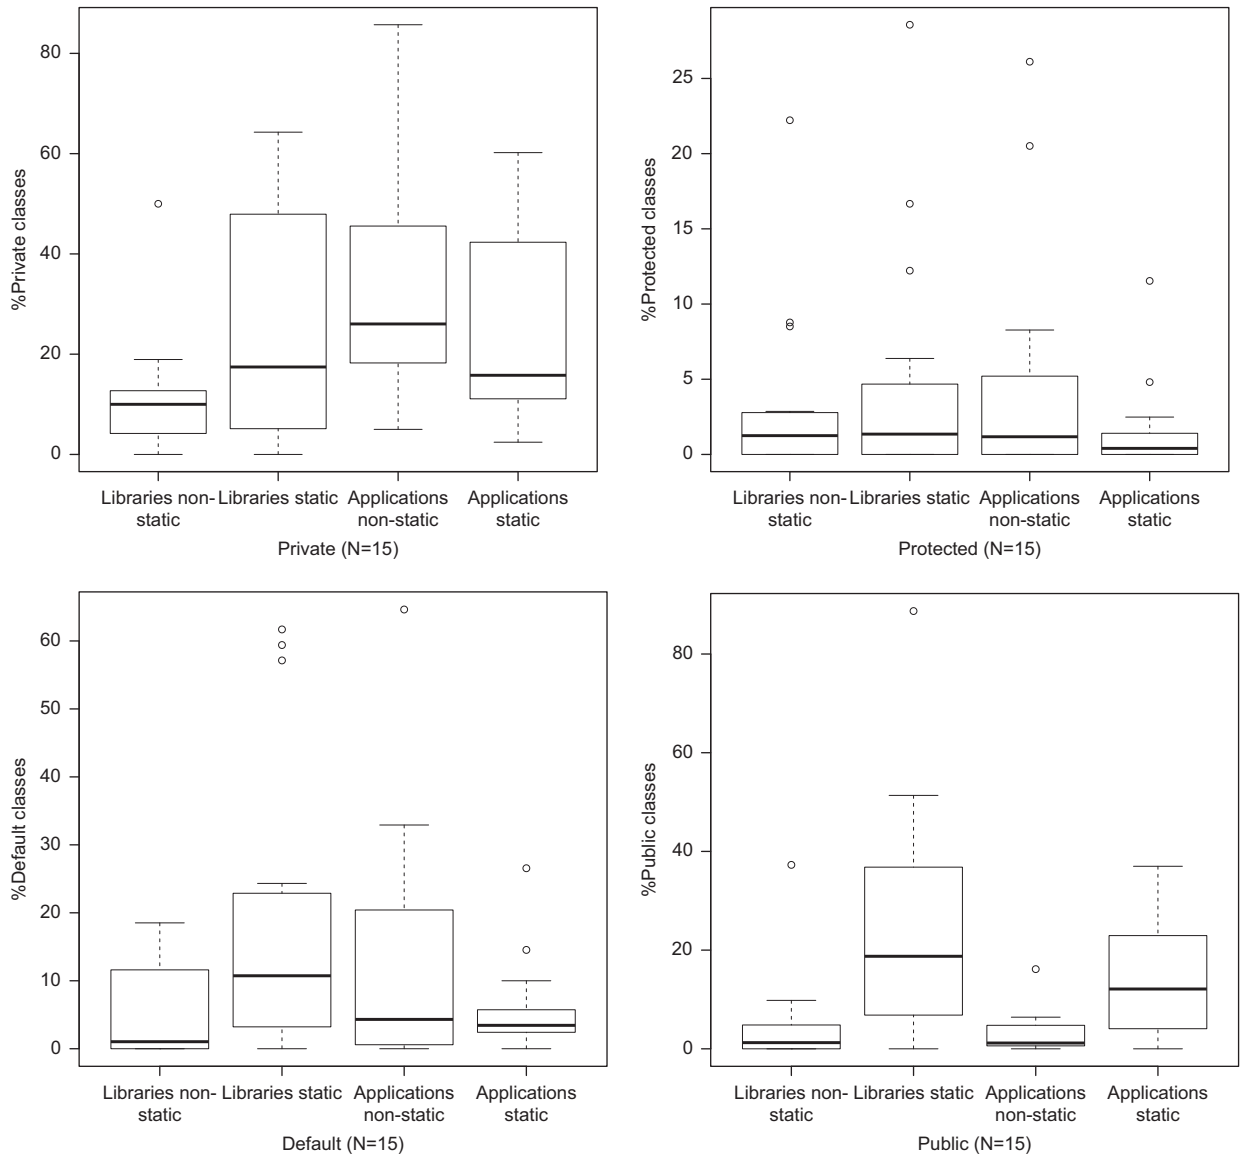 %Private classes
80
60
40
20
0
Libraries non-
static
Libraries static
Applications
non-static
Applications
static
Private (N=15)
%Protected classes
25
20
15
10
5
0
Libraries non-
static
Libraries static
Applications
non-static
Applications
static
Protected (N=15)
%Default classes
60
50
40
30
20
10
0
Libraries non-
static
Libraries static
Applications
non-static
Applications
static
Default (N=15)
%Public classes
80
60
40
20
0
Libraries non-
static
Libraries static
Applications
non-static
Applications
static
Public (N=15)